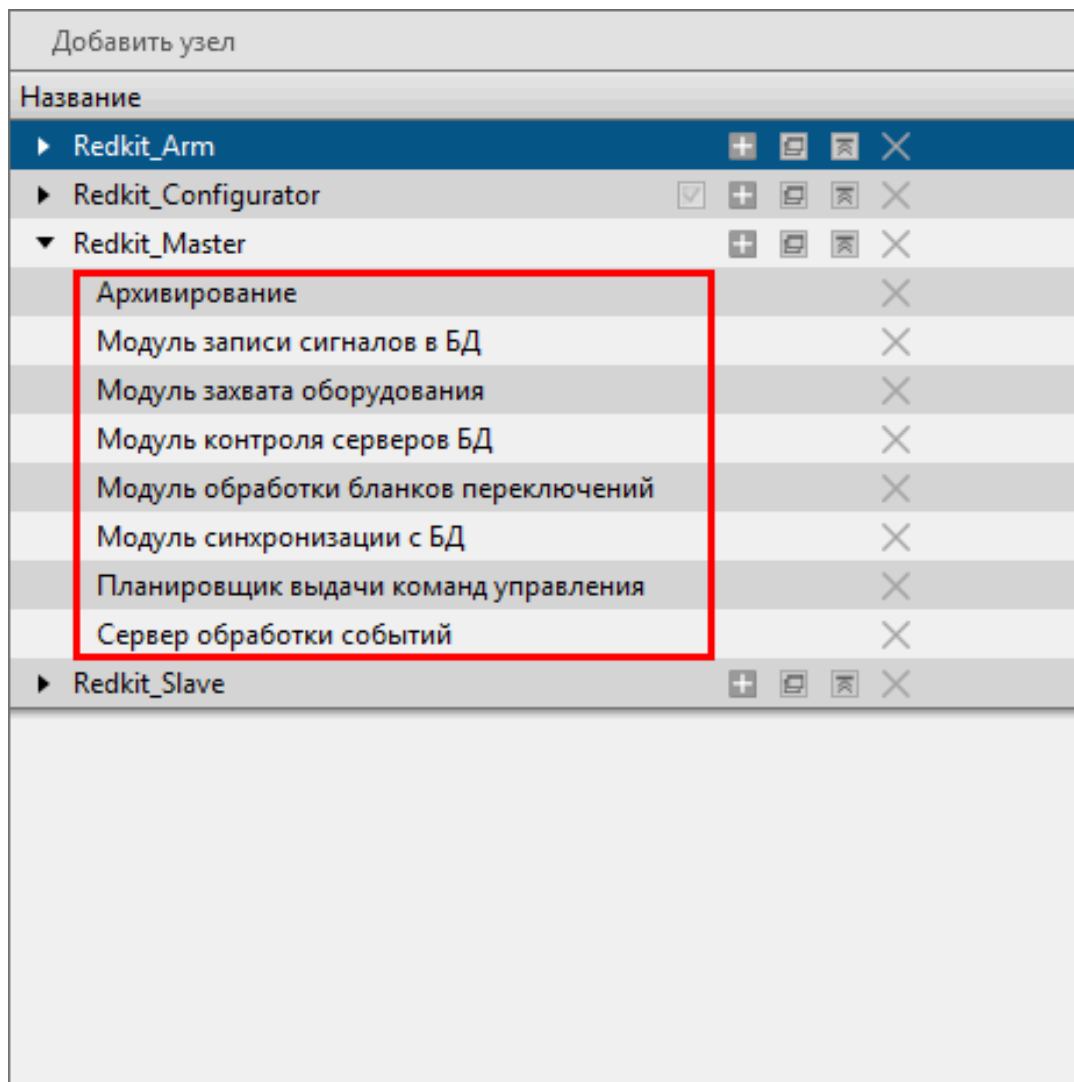 Добавить узел
Название
Redkit_Arm
Redkit_Configurator
Redkit_Master
Архивирование
Модуль записи сигналов в БД
Модуль захвата оборудования
Модуль контроля серверов БД
Модуль обработки бланков переключений
Модуль синхронизации с БД
Планировщик выдачи команд управления
Сервер обработки событий
Redkit_Slave